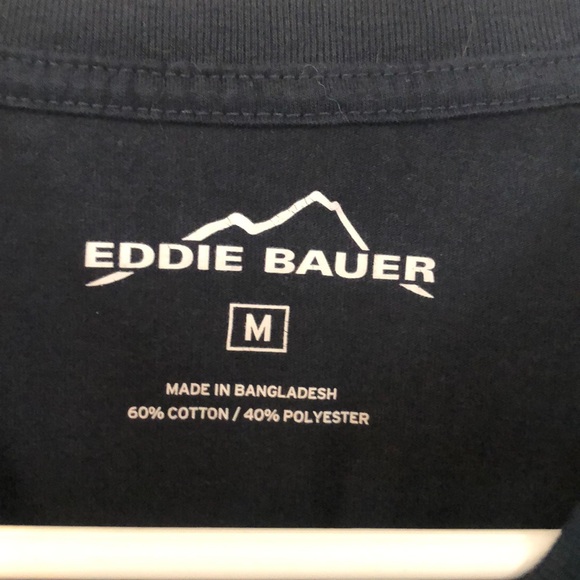 EDDIE BAUER
M
MADE IN BANGLADESH
60% COTTON / 40% POLYESTER